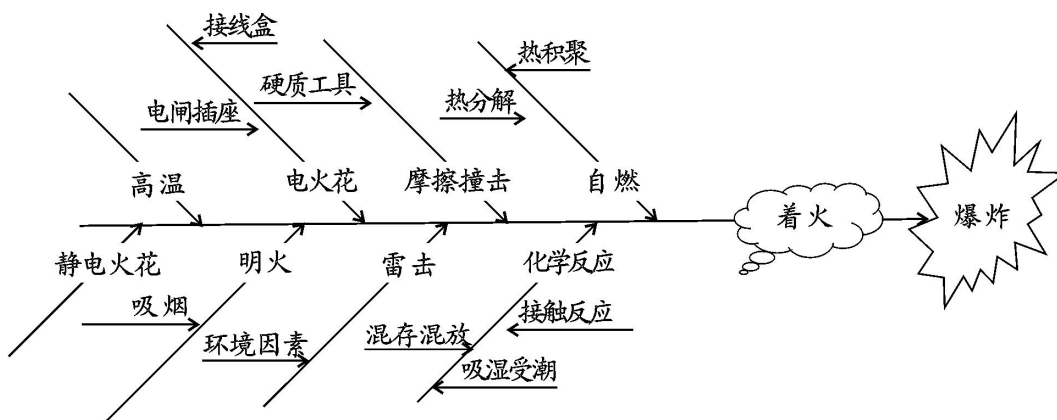 接线盒
热积聚
硬质工具
热分解
电闸插座
高温
电火花
摩擦撞击
自燃
着火
爆炸
静电火花
明火
雷击
化学反应
吸烟
接触反应
混存混放
环境因素
吸湿受潮